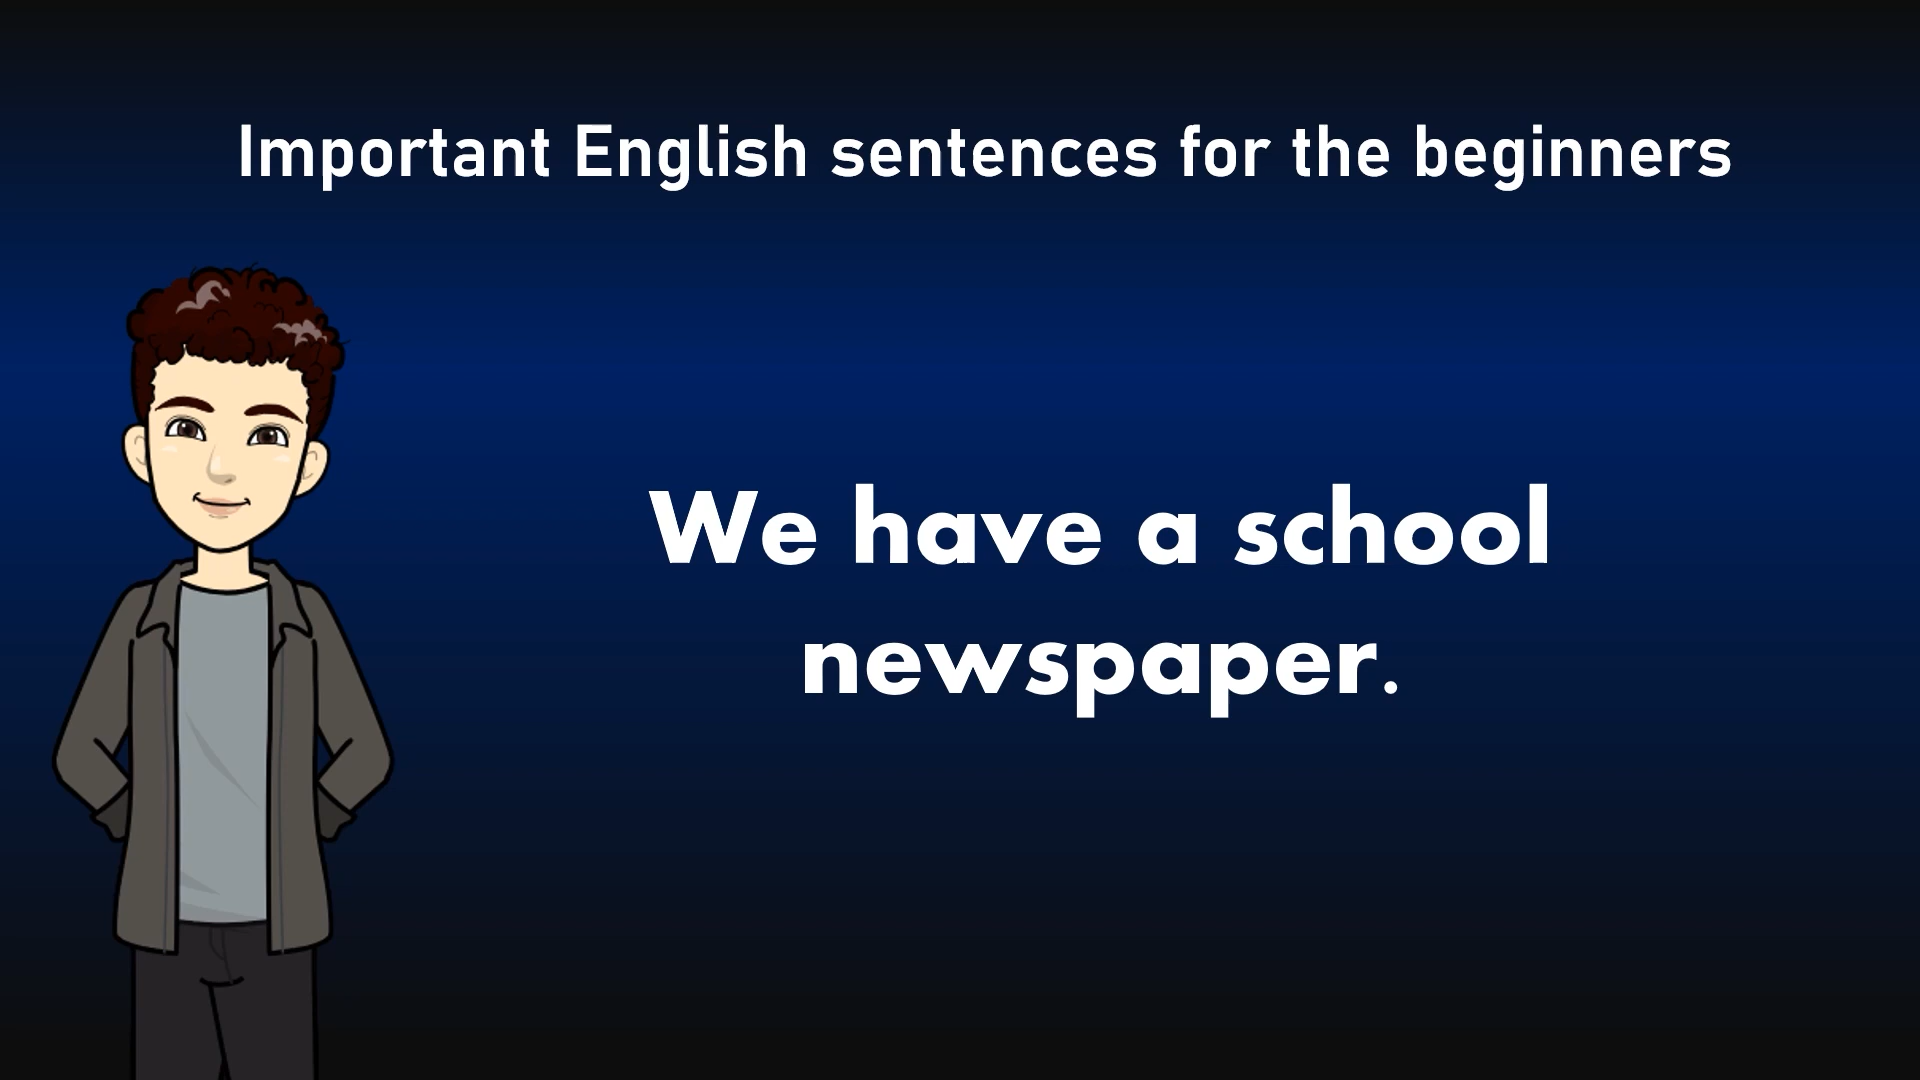 Important English sentences for the beginners
We have a school
newspaper.